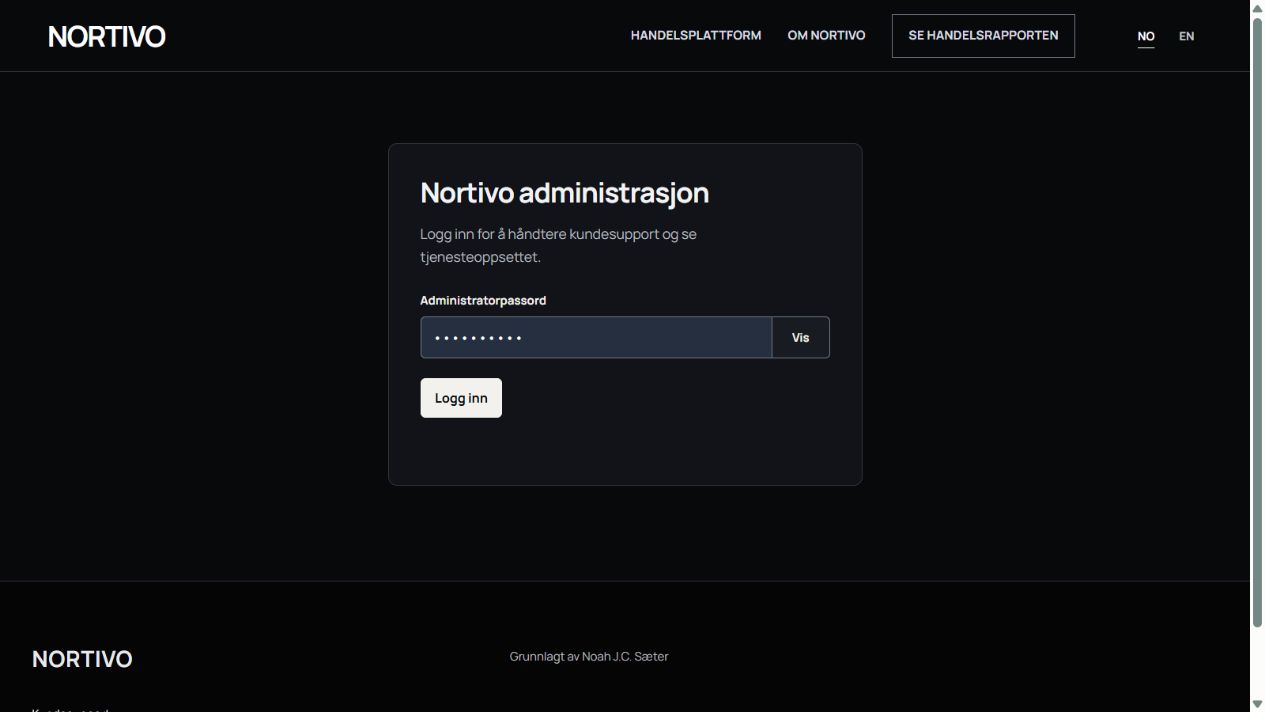 NORTIVO
HANDELSPLATTFORM
OM NORTIVO
SE HANDELSRAPPORTEN
NO
EN
Nortivo administrasjon
Logg inn for å håndtere kundesupport og se
tjenesteoppsettet.
Administratorpassord
Vis
Logg inn
NORTIVO
Grunnlagt av Noah J.C. Sæter